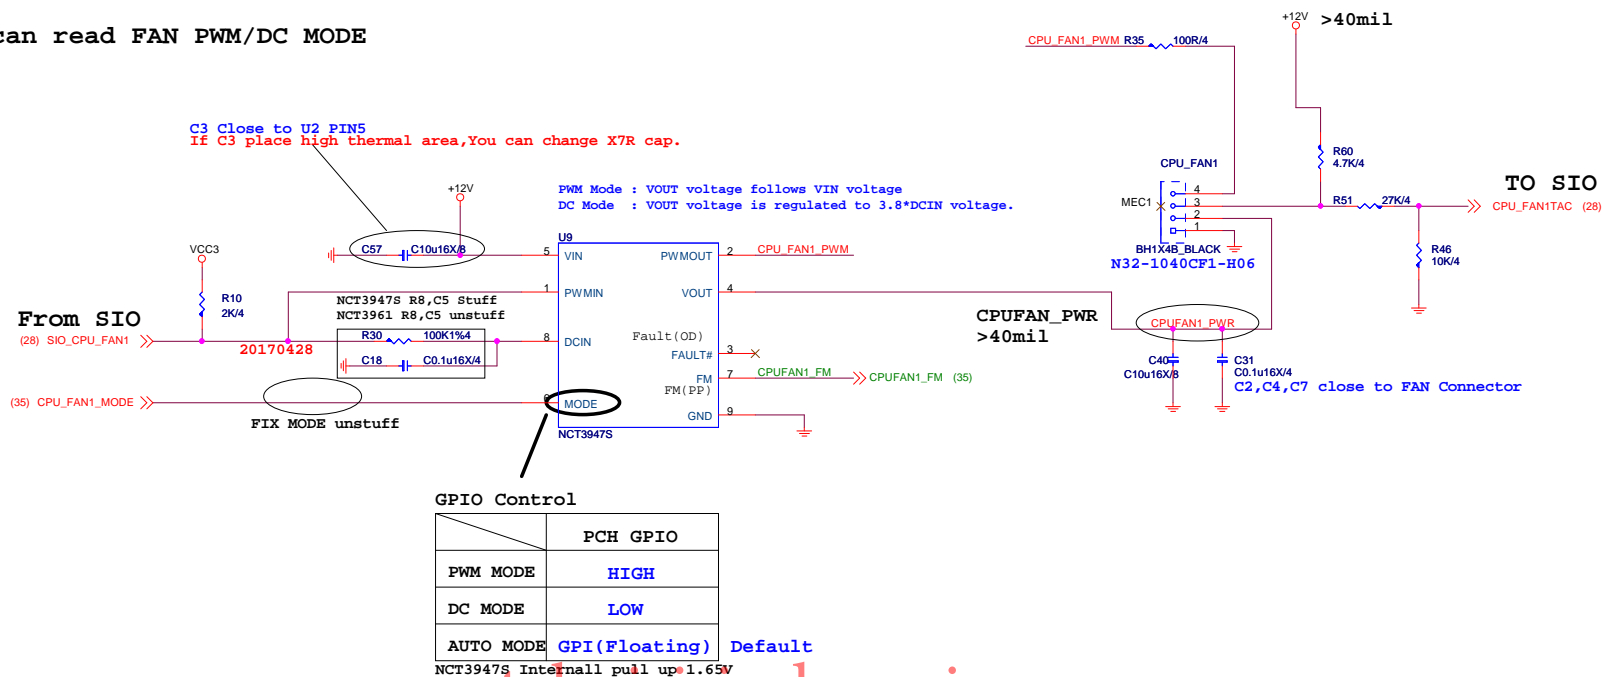 can read FAN PWM/DC MODE
+12V >40mil
CPU_FAN1_PWM R35 100R/4
C3 Close to U2 PIN5
If C3 place high thermal area,You can change X7R cap.
R60
4.7K/4
CPU_FAN1
MEC1
4
3
2
1
BH1X4B_BLACK
N32-1040CF1-H06
R51 27K/4
TO SIO
CPU_FAN1TAC (28)
R46
10K/4
+12V
PWM Mode : VOUT voltage follows VIN voltage
DC Mode : VOUT voltage is regulated to 3.8*DCIN voltage.
VCC3
C57 C10u16X/8
R10
2K/4
NCT3947S R8,C5 Stuff
NCT3961 R8,C5 unstuff
From SIO
(28) SIO_CPU_FAN1
20170428
R30 100K1%4
C18 C0.1u16X/4
(35) CPU_FAN1_MODE
FIX MODE unstuff
U9
5 VIN
1 PWMIN
8 DCIN
MODE
PWMOUT 2 CPU_FAN1_PWM
VOUT 4
Fault(OD)
FAULT# 3
FM 7 CPUFAN1_FM CPUFAN1_FM (35)
FM(PP)
GND 9
NCT3947S
CPUFAN_PWR
>40mil
CPUFAN1_PWR
C40
C10u16X/8
C31
C0.1u16X/4
C2,C4,C7 close to FAN Connector
GPIO Control
PCH GPIO
PWM MODE HIGH
DC MODE LOW
AUTO MODE GPI(Floating) Default
NCT3947S Internall pull up 1.65V